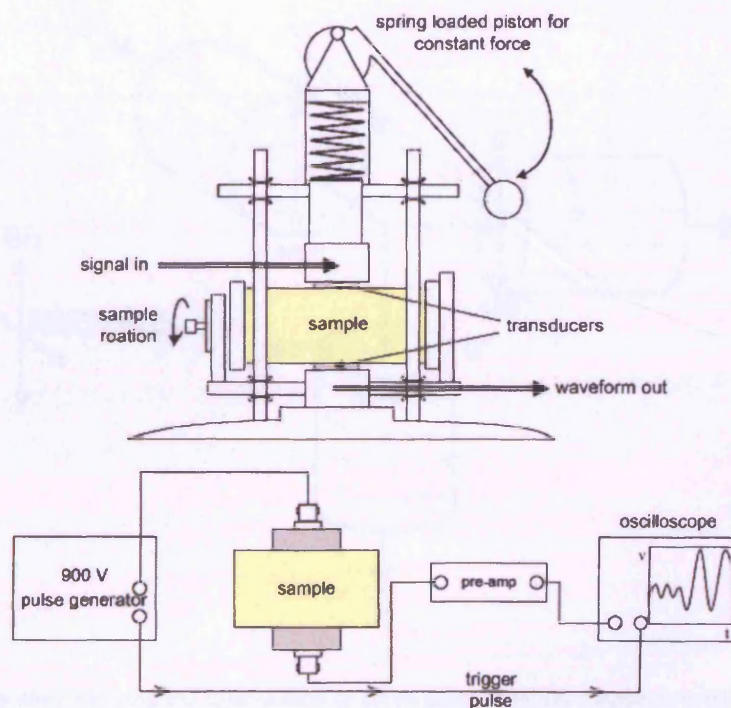 spring loaded piston for
constant force
signal in
sample
roation
sample
transducers
waveform out
oscilloscope
900 V
pulse generator
sample
pre-amp
v
t
trigger
pulse